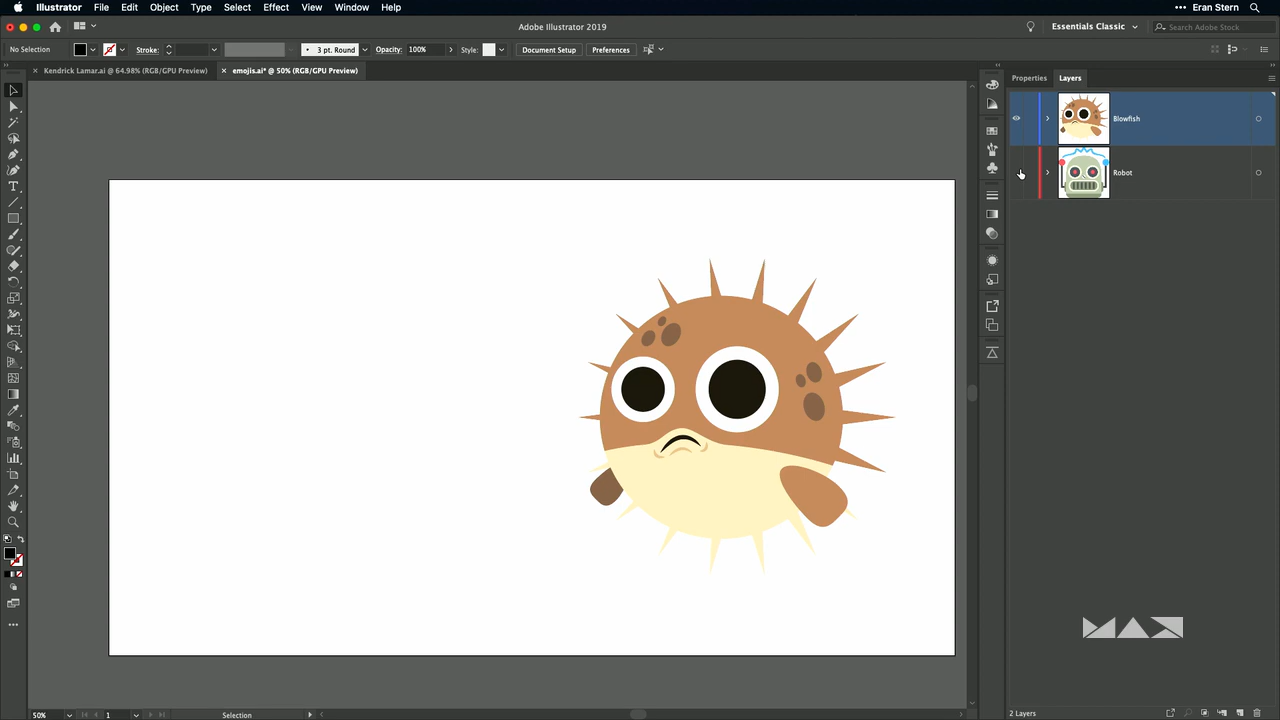 Illustrator File Edit Object Type Select Effect View Window Help Eran Stern
Adobe Illustrator 2019 Essentials Classic Search Adobe Stock
No Selection Stroke: 3 pt. Round Opacity: 100% Style: Document Setup Preferences
Kendrick Lamar.ai @ 64.98% (RGB/GPU Preview) emojis.ai* @ 50% (RGB/GPU Preview) Properties Layers
Blowfish
Robot
MAX
50% 1 Selection 2 Layers